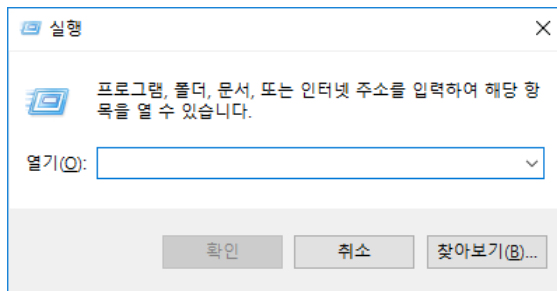 실행
프로그램, 폴더, 문서, 또는 인터넷 주소를 입력하여 해당 항
목을 열 수 있습니다.
열기(O):
확인 취소 찾아보기(B)...